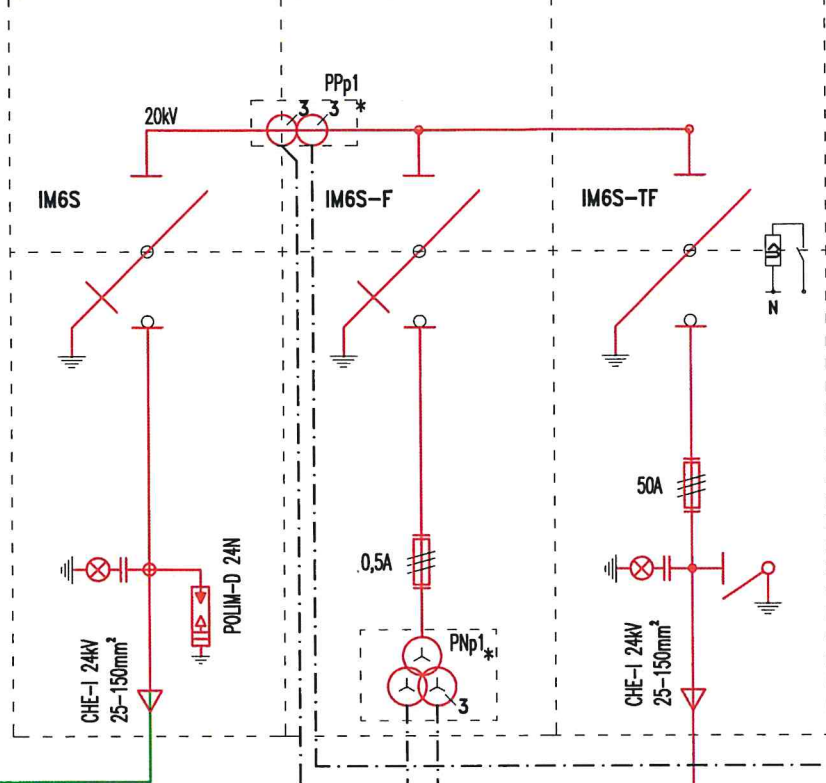 PPp1
3
3
*
20kV
IM6S
IM6S-F
IM6S-TF
N
50A
0,5A
POLIM-D 24N
PNp1
*
3
CHE-I 24kV
25-150mm²
CHE-I 24kV
25-150mm²